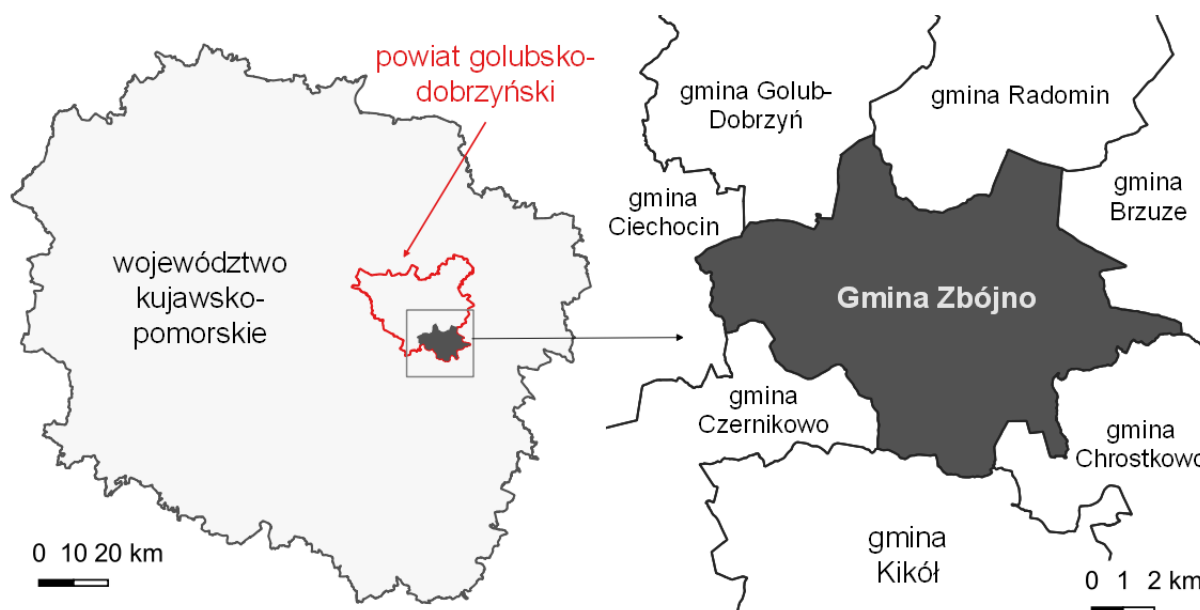 powiat golubsko-
dobrzyński
województwo
kujawsko-
pomorskie
0 10 20 km
gmina Golub-
Dobrzyń
gmina Radomin
gmina
Ciechocin
gmina
Brzuze
Gmina Zbójno
gmina
Czernikowo
gmina
Chrostkowo
gmina
Kikół
0 1 2 km